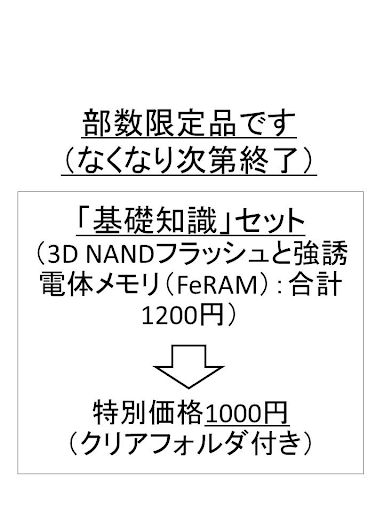 部数限定品です
（なくなり次第終了）
「基礎知識」セット
（3D NANDフラッシュと強誘
電体メモリ（FeRAM）：合計
1200円）
特別価格1000円
（クリアフォルダ付き）